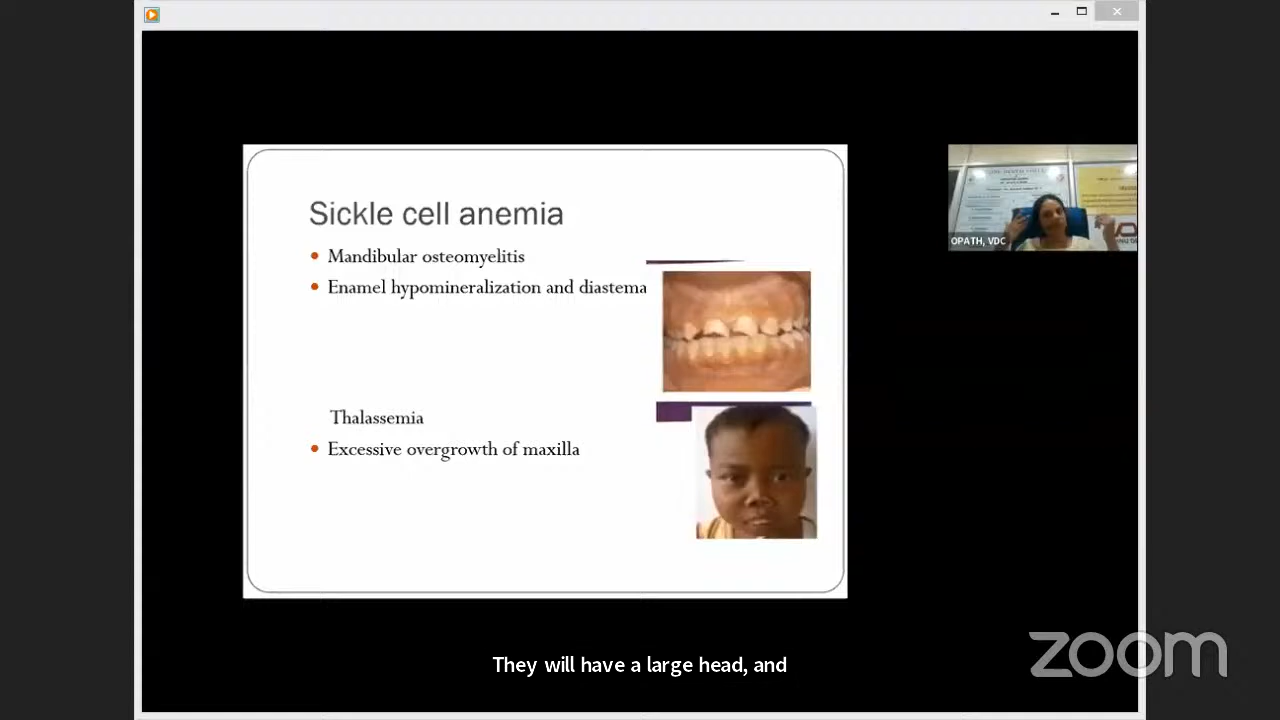 Sickle cell anemia
Mandibular osteomyelitis
Enamel hypomineralization and diastema
Thalassemia
Excessive overgrowth of maxilla
OPATH, VDC
They will have a large head, and
zoom